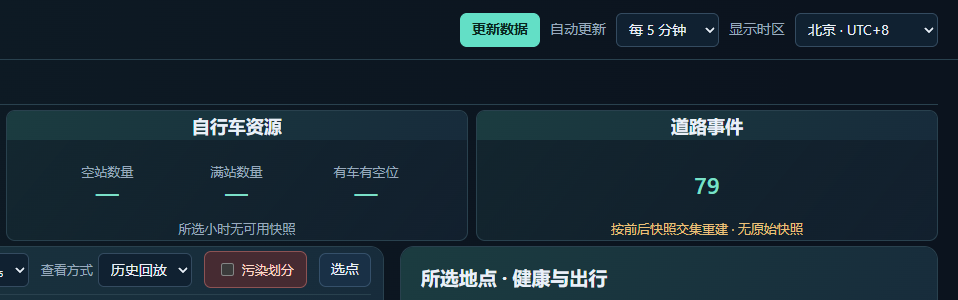 更新数据 自动更新 每 5 分钟 显示时区 北京 · UTC+8
自行车资源
空站数量 满站数量 有车有空位
— — —
所选小时无可用快照
道路事件
79
按前后快照交集重建 · 无原始快照
查看方式 历史回放 污染划分 选点
所选地点 · 健康与出行